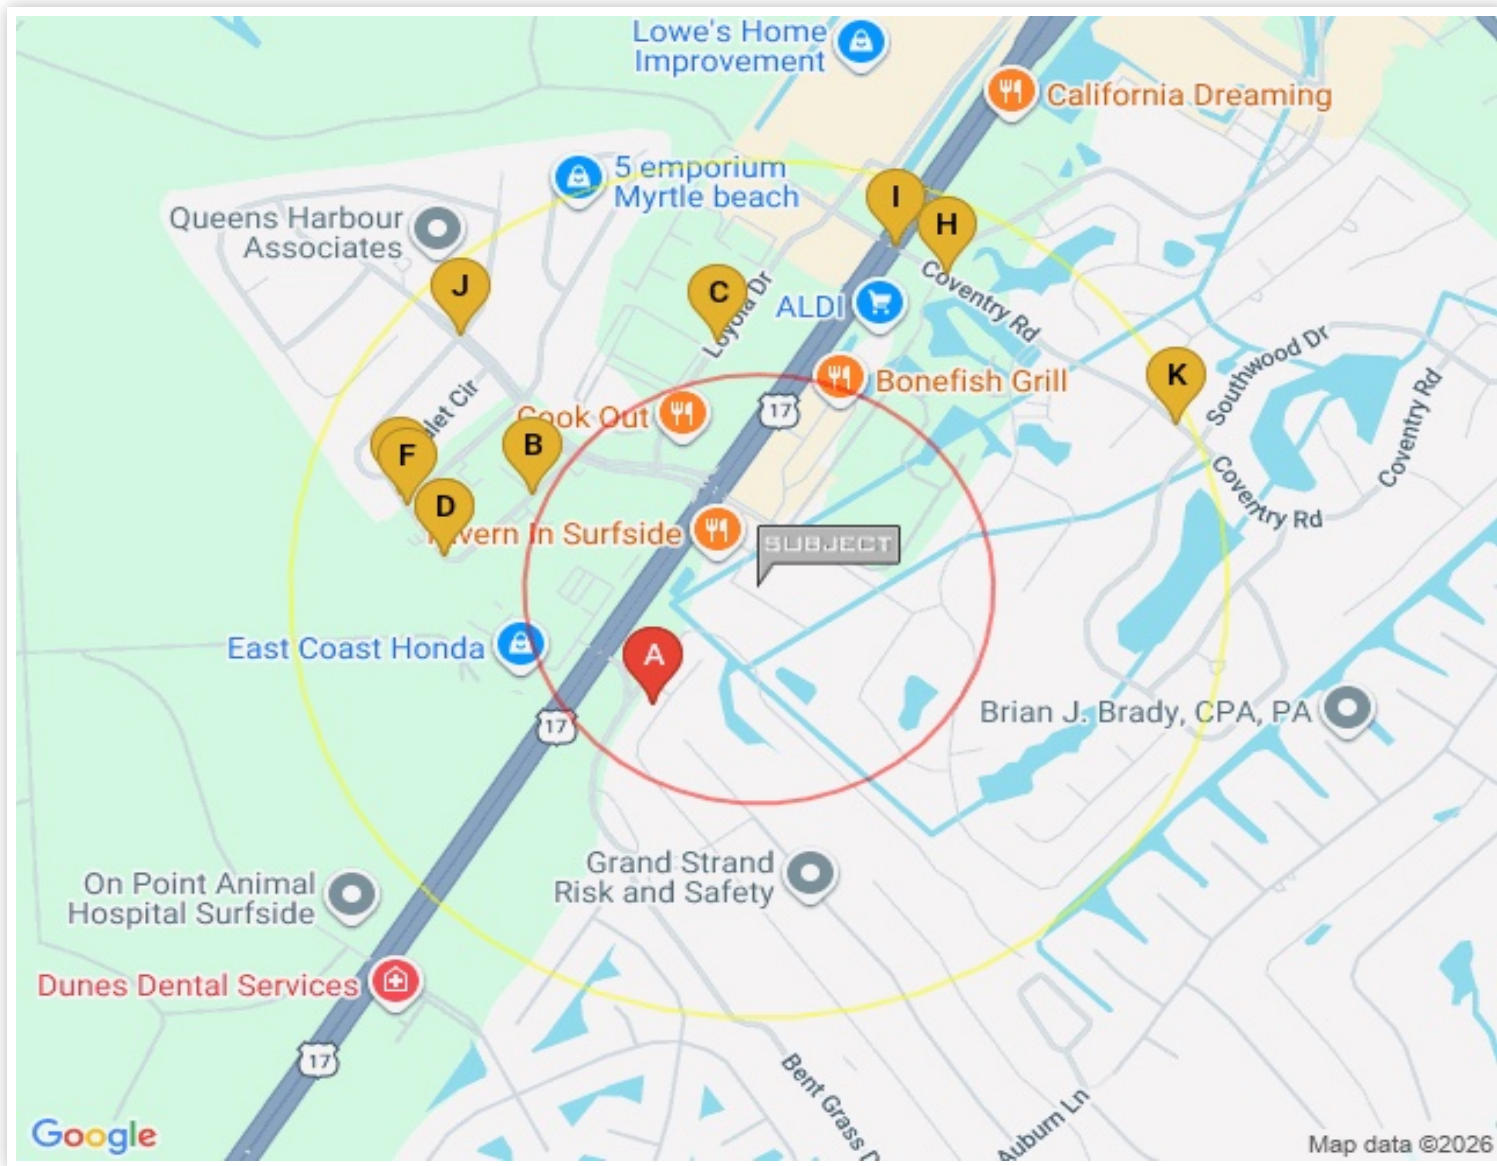 Lowe's Home
Improvement
California Dreaming
5 emporium
Myrtle beach
I
H
Queens Harbour
Associates
J
C
Loyola Dr
ALDI
Coventry Rd
Southwood Dr
K
Bonefish Grill
17
Cook Out
B
F
D
Coventry Rd
Coventry Rd
SUBJECT
East Coast Honda
A
17
Brian J. Brady, CPA, PA
Grand Strand
Risk and Safety
On Point Animal
Hospital Surfside
Dunes Dental Services
17
Bent Grass D
Auburn Ln
Google
Map data ©2026